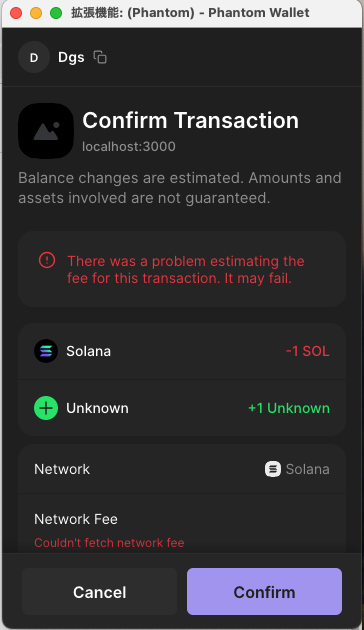 拡張機能: (Phantom) - Phantom Wallet
D Dgs
Confirm Transaction
localhost:3000
Balance changes are estimated. Amounts and
assets involved are not guaranteed.
There was a problem estimating the
fee for this transaction. It may fail.
Solana -1 SOL
Unknown +1 Unknown
Network Solana
Network Fee
Couldn't fetch network fee
Cancel Confirm